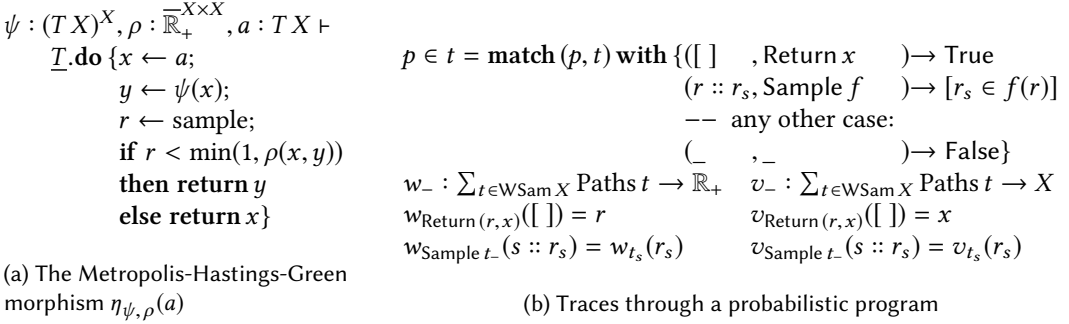 ψ : (T X)^X, ρ : ℝ̅₊^{X×X}, a : T X ⊢
T.do {x ← a;
y ← ψ(x);
r ← sample;
if r < min(1, ρ(x, y))
then return y
else return x}
(a) The Metropolis-Hastings-Green
morphism η_{ψ,ρ}(a)
p ∈ t = match (p, t) with {([ ] , Return x )→ True
(r :: r_s, Sample f )→ [r_s ∈ f(r)]
−− any other case:
(_ , _ )→ False}
w_− : ∑_{t∈WSam X} Paths t → ℝ₊ v_− : ∑_{t∈WSam X} Paths t → X
w_{Return (r,x)}([ ]) = r v_{Return (r,x)}([ ]) = x
w_{Sample t_−}(s :: r_s) = w_{t_s}(r_s) v_{Sample t_−}(s :: r_s) = v_{t_s}(r_s)
(b) Traces through a probabilistic program